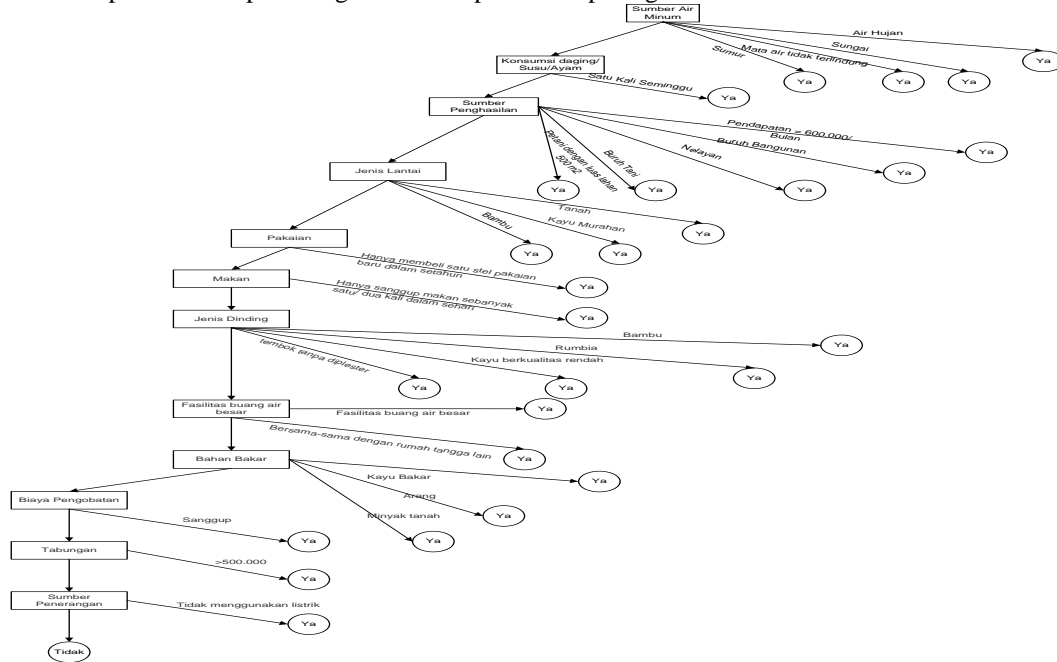 Sumber Air
Minum
Air Hujan
Sungai
Mata air tidak terlindung
Sumur
Ya
Ya
Ya
Ya
Konsumsi daging/
Susu/Ayam
Satu Kali Seminggu
Ya
Sumber
Penghasilan
Pendapatan = 600.000/
Bulan
Buruh Bangunan
Nelayan
Buruh Tani
Petani dengan luas lahan
500 m2
Ya
Ya
Ya
Ya
Ya
Jenis Lantai
Tanah
Kayu Murahan
Bambu
Ya
Ya
Ya
Pakaian
Hanya membeli satu stel pakaian
baru dalam setahun
Ya
Makan
Hanya sanggup makan sebanyak
satu/ dua kali dalam sehari
Ya
Jenis Dinding
Bambu
Rumbia
Kayu berkualitas rendah
tembok tanpa diplester
Ya
Ya
Ya
Ya
Fasilitas buang air
besar
Fasilitas buang air besar
Ya
Bersama-sama dengan rumah tangga lain
Ya
Bahan Bakar
Kayu Bakar
Arang
Minyak tanah
Ya
Ya
Ya
Biaya Pengobatan
Sanggup
Ya
Tabungan
>500.000
Ya
Sumber
Penerangan
Tidak menggunakan listrik
Ya
Tidak